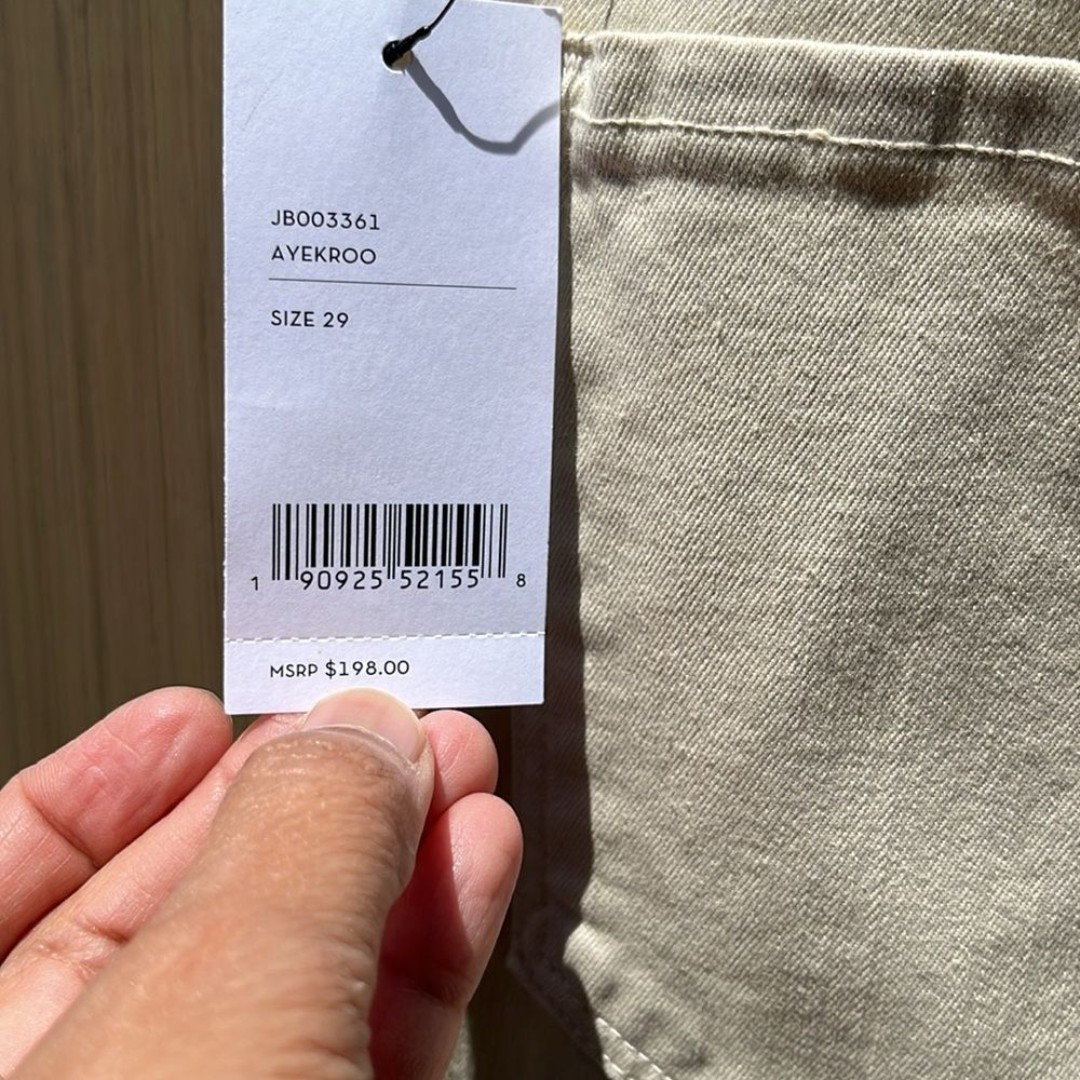 JB003361
AYEKROO
SIZE 29
1 90925 52155 8
MSRP $198.00